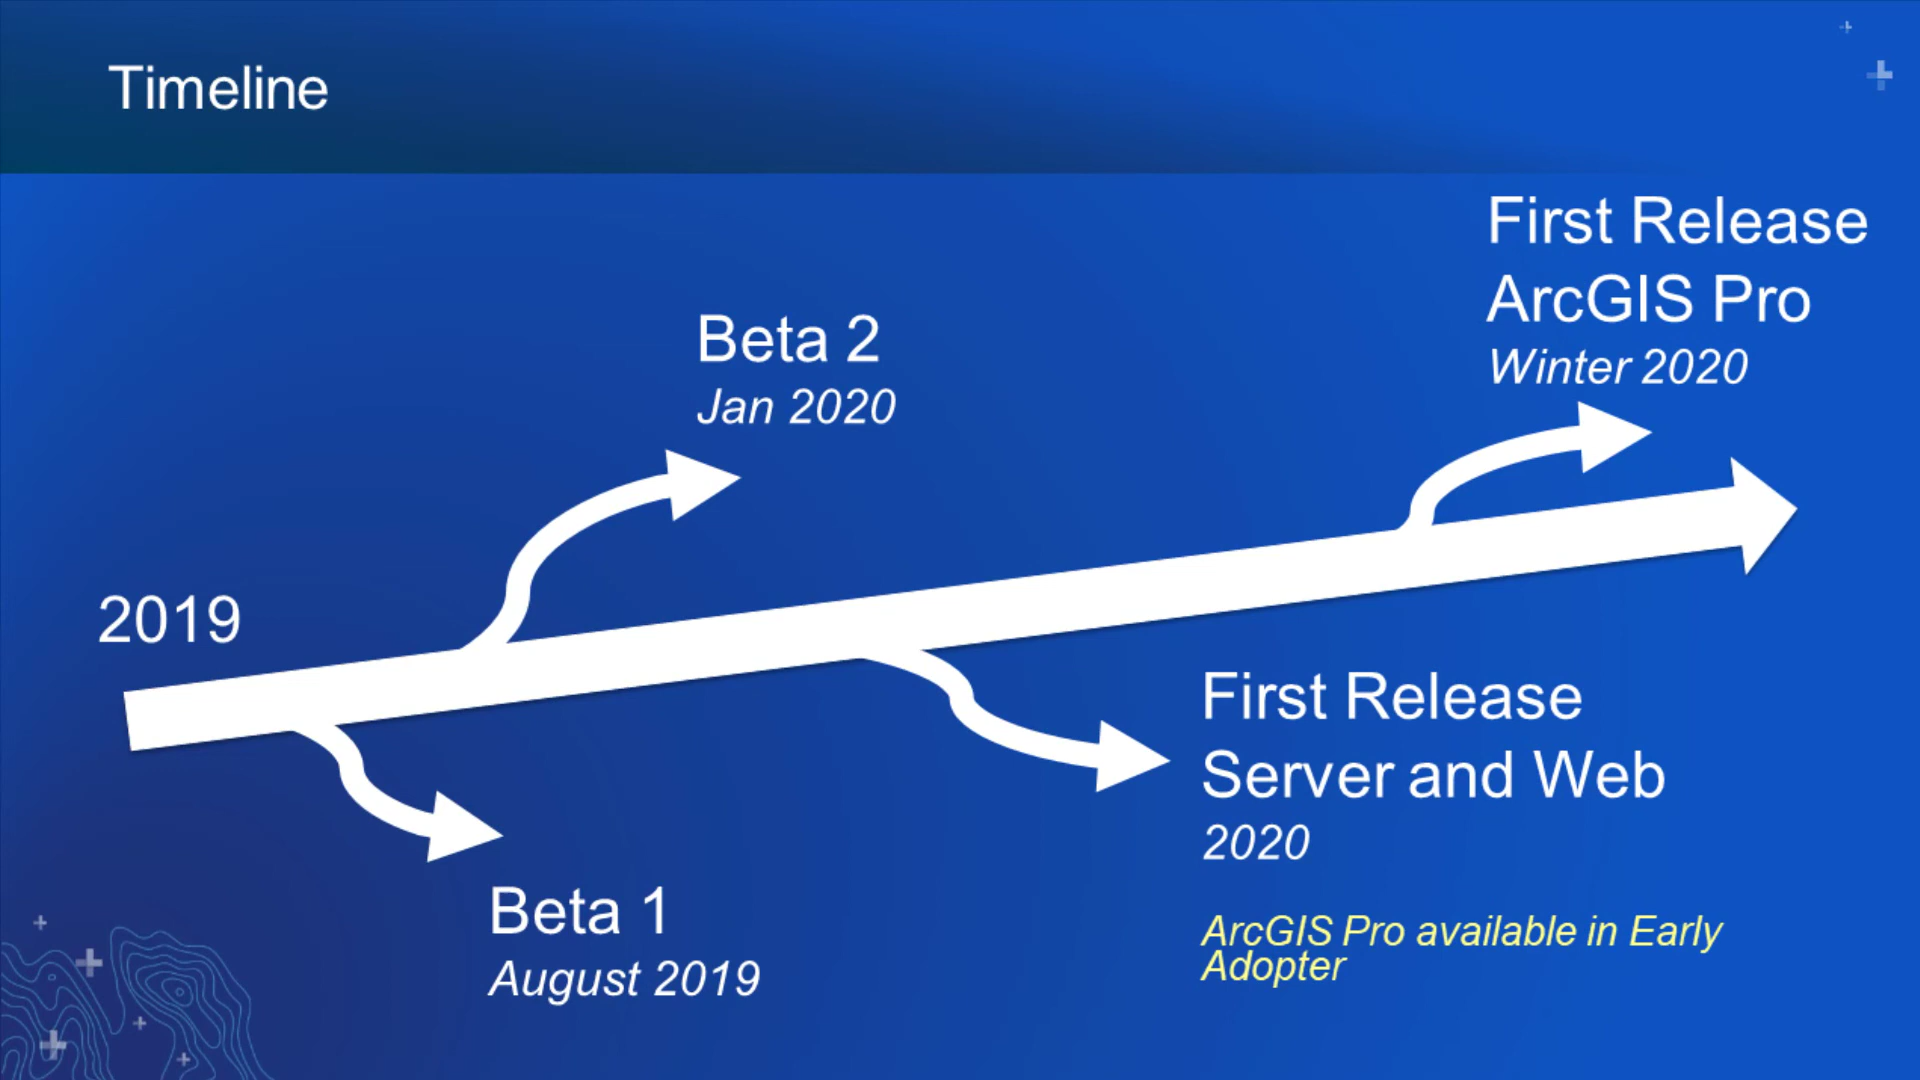 Timeline
First Release
ArcGIS Pro
Winter 2020
Beta 2
Jan 2020
2019
First Release
Server and Web
2020
ArcGIS Pro available in Early
Adopter
Beta 1
August 2019